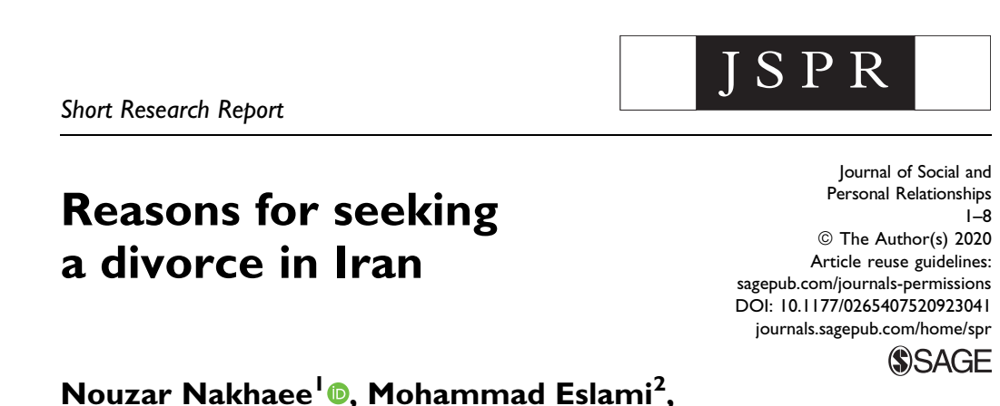 JSPR
Short Research Report
Journal of Social and
Personal Relationships
1–8
© The Author(s) 2020
Article reuse guidelines:
sagepub.com/journals-permissions
DOI: 10.1177/0265407520923041
journals.sagepub.com/home/spr
SAGE
Reasons for seeking
a divorce in Iran
Nouzar Nakhaee¹ iD, Mohammad Eslami²,